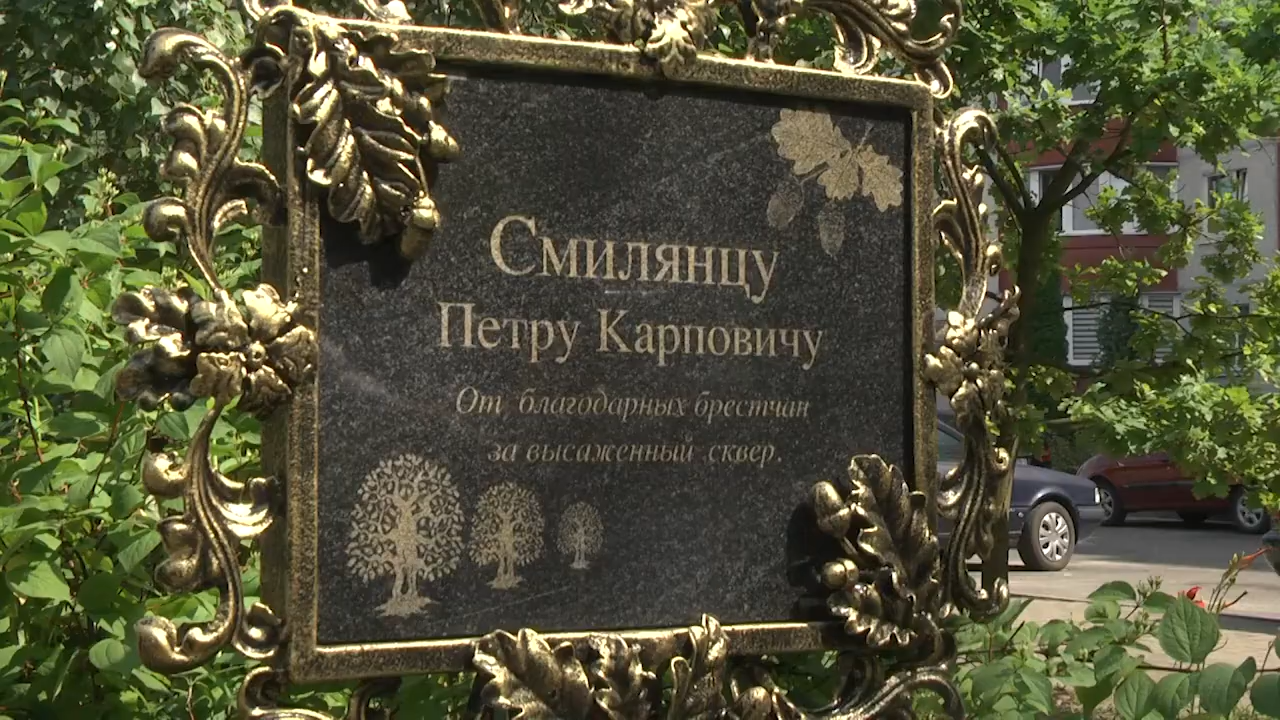 Смилянцу
Петру Карповичу
От благодарных брестчан
за высаженный сквер.